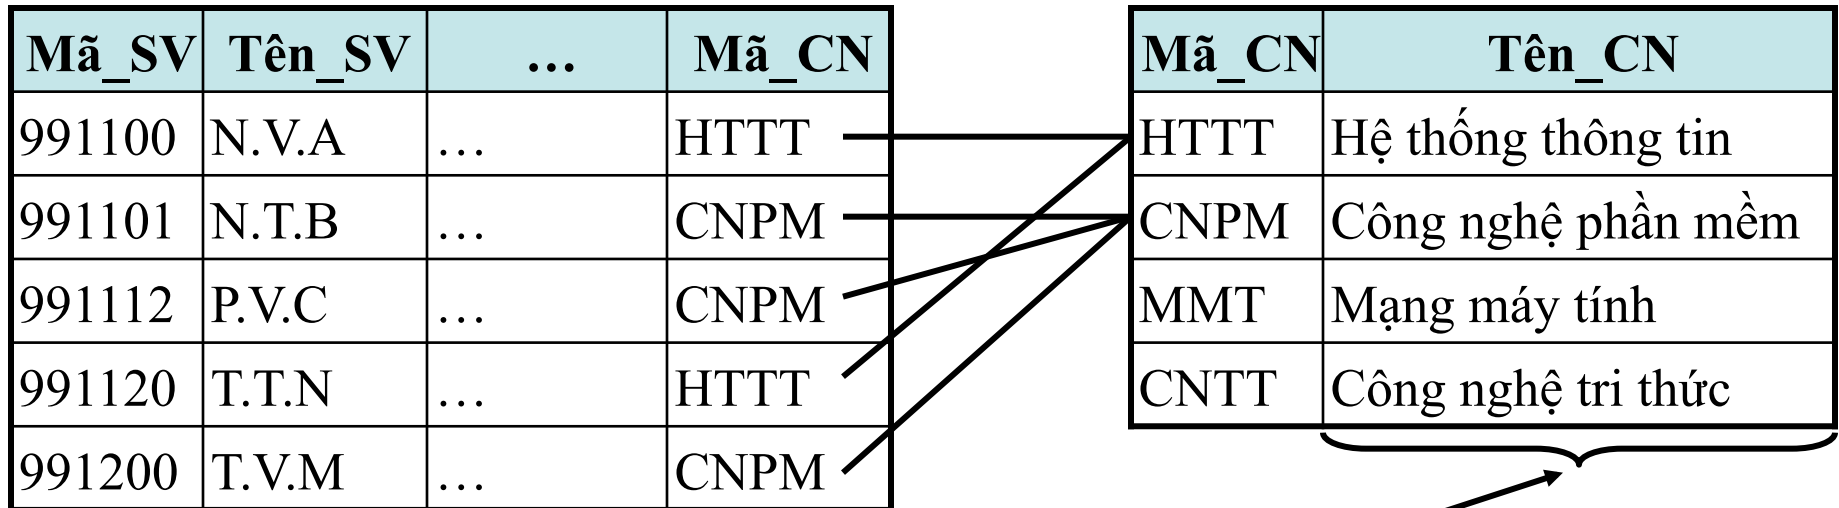 Mã_SV Tên_SV … Mã_CN
991100 N.V.A … HTTT
991101 N.T.B … CNPM
991112 P.V.C … CNPM
991120 T.T.N … HTTT
991200 T.V.M … CNPM
Mã_CN Tên_CN
HTTT Hệ thống thông tin
CNPM Công nghệ phần mềm
MMT Mạng máy tính
CNTT Công nghệ tri thức